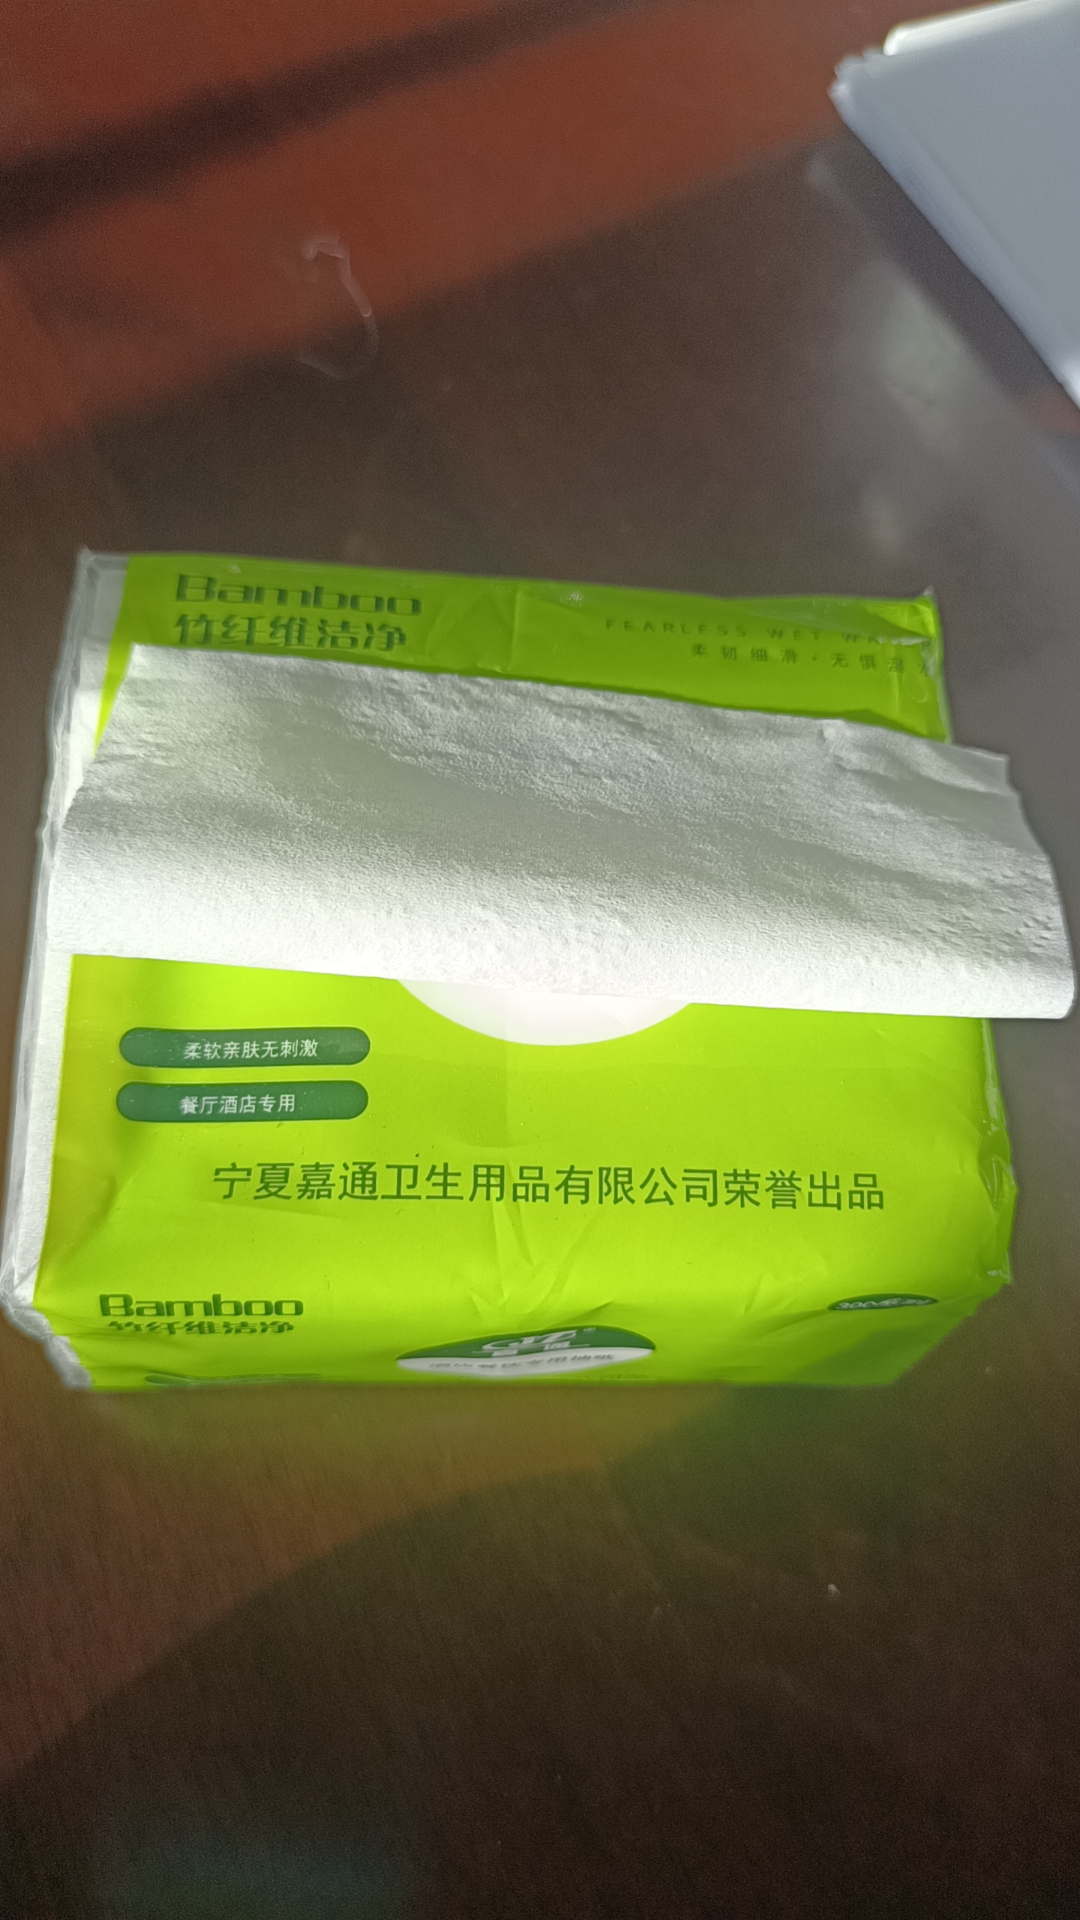 Bamboo
竹纤维洁净
FEARLESS WET
柔韧细滑·无惧湿水
柔软亲肤无刺激
餐厅酒店专用
宁夏嘉通卫生用品有限公司荣誉出品
Bamboo
竹纤维洁净